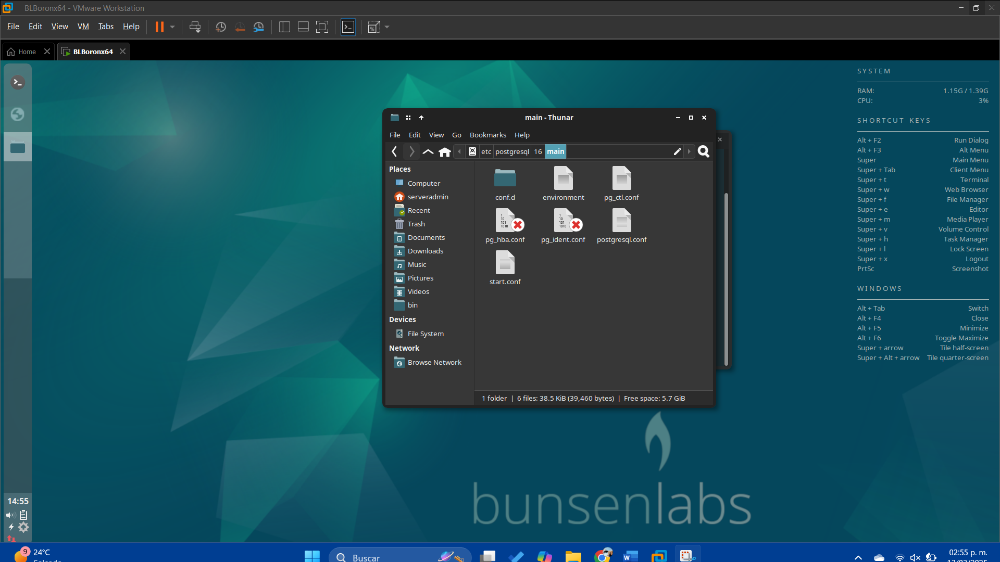 BLBoronx64 - VMware Workstation
File Edit View VM Tabs Help
Home
BLBoronx64
main - Thunar
File Edit View Go Bookmarks Help
etc postgresql 16 main
Places
Computer
serveradmin
Recent
Trash
Documents
Downloads
Music
Pictures
Videos
bin
Devices
File System
Network
Browse Network
conf.d
environment
pg_ctl.conf
pg_hba.conf
pg_ident.conf
postgresql.conf
start.conf
1 folder | 6 files: 38.5 KiB (39,460 bytes) | Free space: 5.7 GiB
SYSTEM
RAM: 1.15G / 1.39G
CPU: 3%
SHORTCUT KEYS
Alt + F2 Run Dialog
Alt + F3 Alt Menu
Super Main Menu
Super + Tab Client Menu
Super + t Terminal
Super + w Web Browser
Super + f File Manager
Super + e Editor
Super + m Media Player
Super + v Volume Control
Super + h Task Manager
Super + l Lock Screen
Super + x Logout
PrtSc Screenshot
WINDOWS
Alt + Tab Switch
Alt + F4 Close
Alt + F5 Minimize
Alt + F6 Toggle Maximize
Super + arrow Tile half-screen
Super + Alt + arrow Tile quarter-screen
bunsenlabs
14:55
9
24°C
Buscar
02:55 p. m.